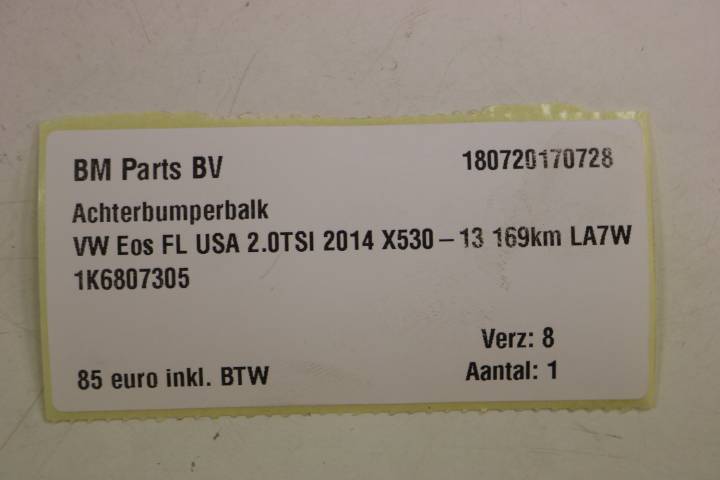 BM Parts BV 180720170728
Achterbumperbalk
VW Eos FL USA 2.0TSI 2014 X530 – 13 169km LA7W
1K6807305
Verz: 8
85 euro inkl. BTW Aantal: 1